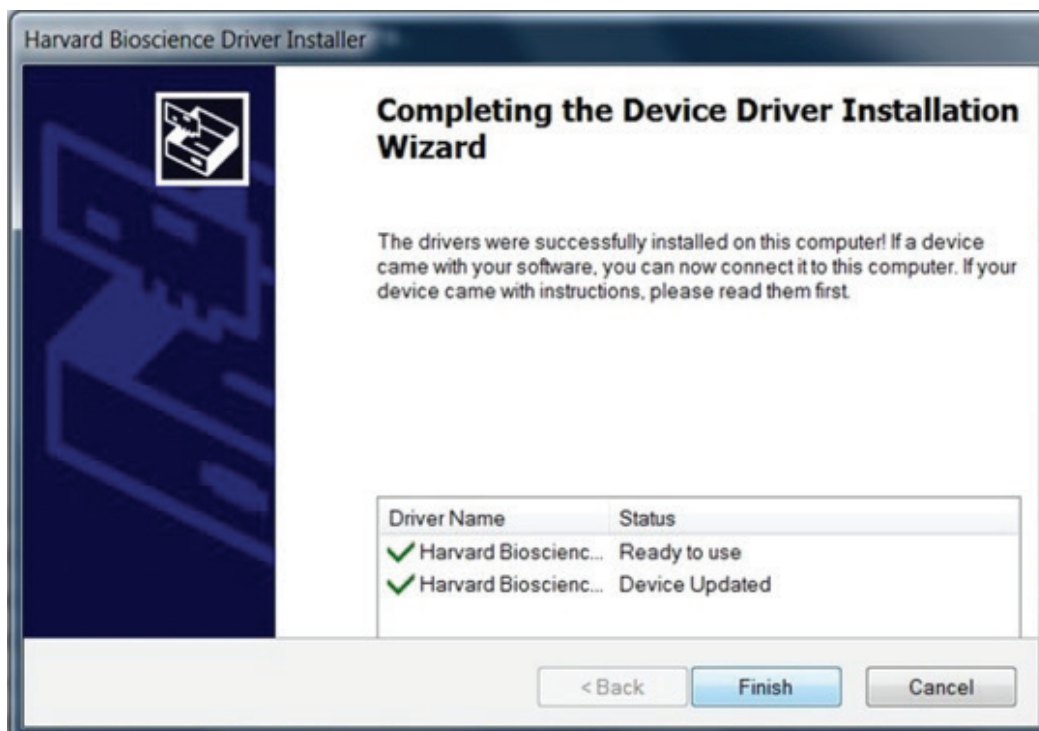 Harvard Bioscience Driver Installer
Completing the Device Driver Installation
Wizard
The drivers were successfully installed on this computer! If a device
came with your software, you can now connect it to this computer. If your
device came with instructions, please read them first.
Driver Name Status
Harvard Bioscienc... Ready to use
Harvard Bioscienc... Device Updated
< Back Finish Cancel